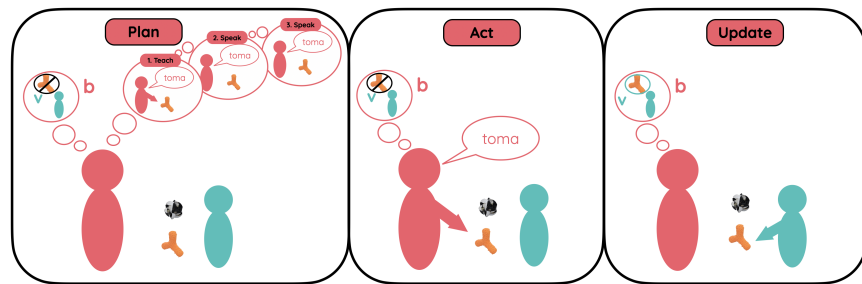 Plan
1. Teach
toma
2. Speak
toma
3. Speak
toma
b
v
Act
b
v
toma
Update
b
v